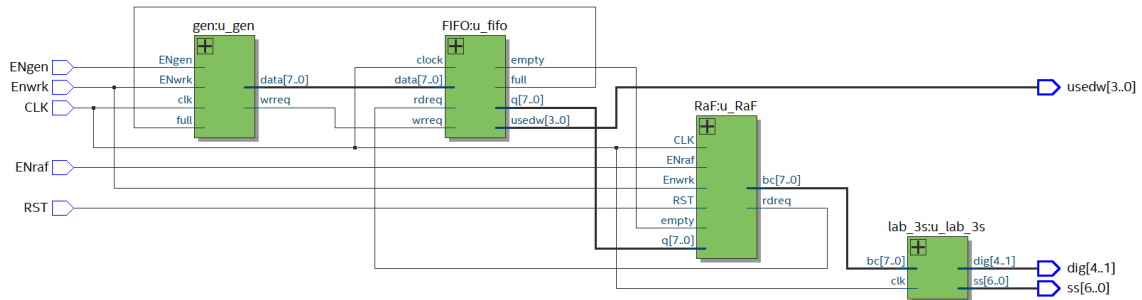 gen:u_gen
FIFO:u_fifo
ENgen
Enwrk
CLK
ENraf
RST
ENgen
ENwrk
clk
full
data[7..0]
wrreq
clock
data[7..0]
rdreq
wrreq
empty
full
q[7..0]
usedw[3..0]
usedw[3..0]
RaF:u_RaF
CLK
ENraf
Enwrk
RST
empty
q[7..0]
bc[7..0]
rdreq
lab_3s:u_lab_3s
bc[7..0]
clk
dig[4..1]
ss[6..0]
dig[4..1]
ss[6..0]